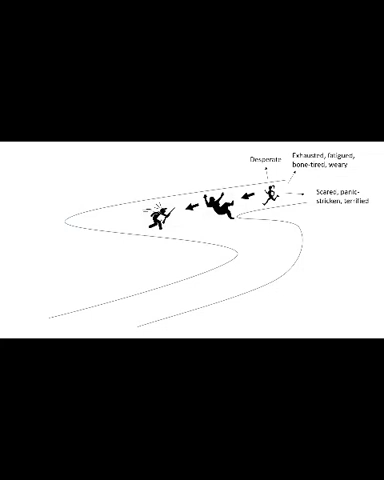 Desperate
Exhausted, fatigued,
bone-tired, weary
Scared, panic-
stricken, terrified